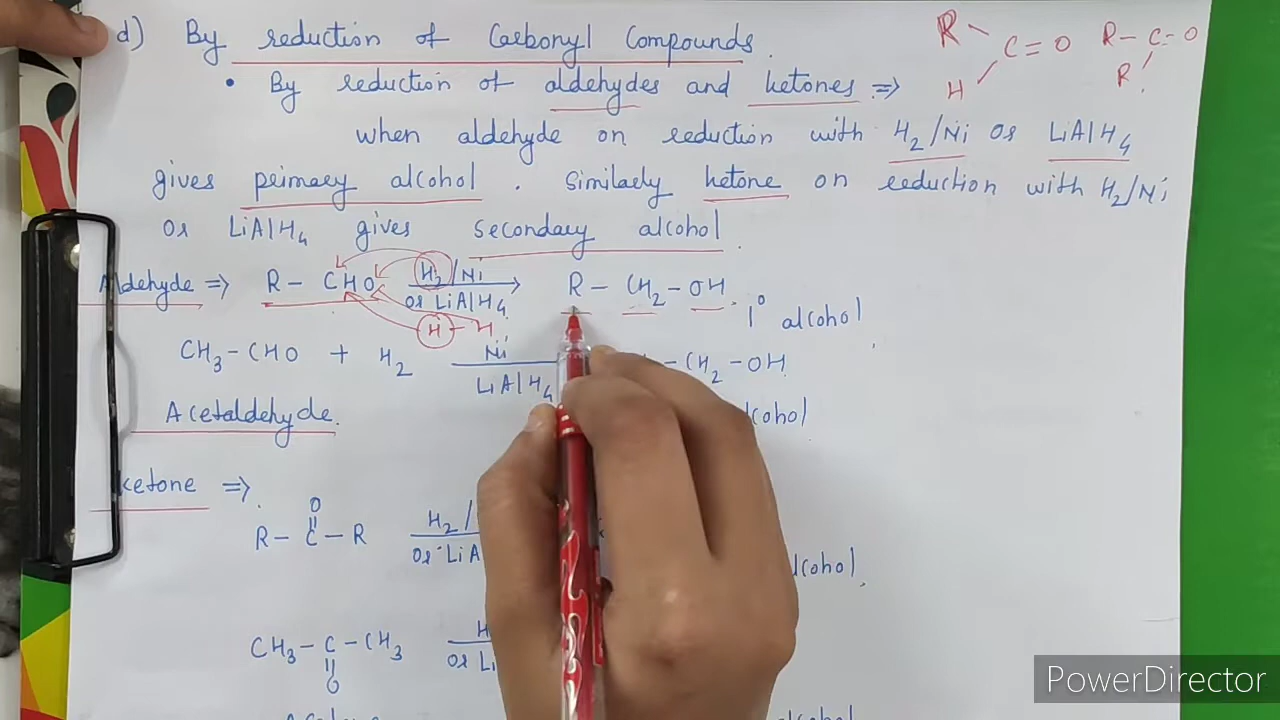 d) By reduction of Carbonyl Compounds.
R
C=O
H
R-C=O
R
• By reduction of aldehydes and ketones =>
when aldehyde on reduction with H2/Ni or LiAlH4
gives primary alcohol. Similarly ketone on reduction with H2/Ni
or LiAlH4 gives secondary alcohol.
Aldehyde => R-CHO H2/Ni or LiAlH4 R-CH2-OH 1° alcohol
H-H
CH3-CHO + H2 Ni LiAlH4 -CH2-OH
Acetaldehyde.
=>
O
R-C-R H2/ or LiA alcohol
CH3-C-CH3 H or Li
O
PowerDirector